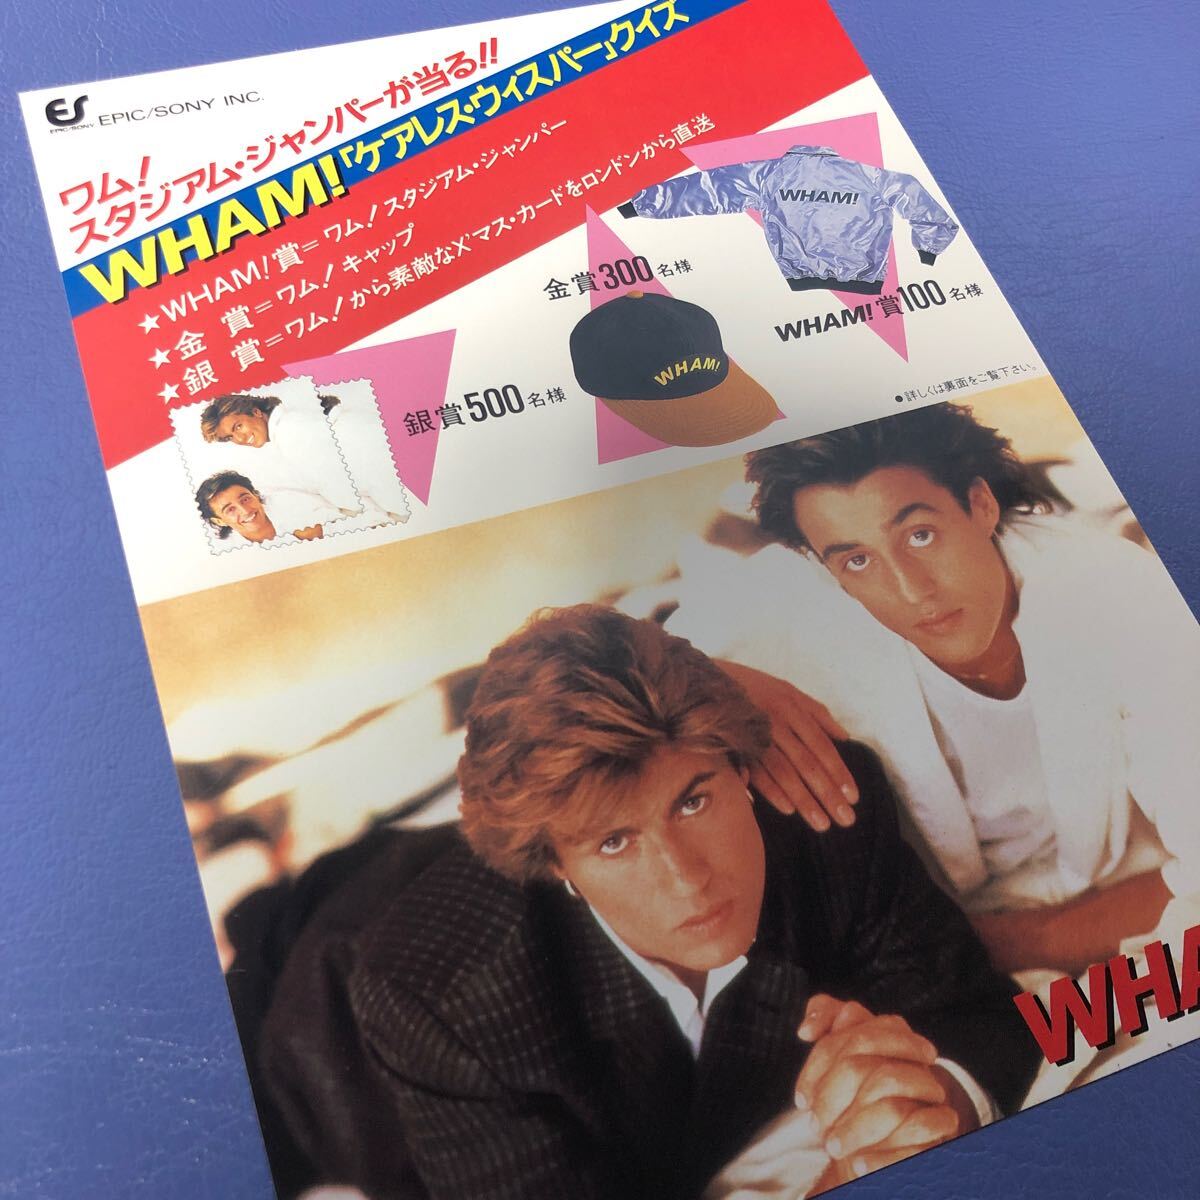 ES
EPIC/SONY
EPIC/SONY INC.
ワム!
スタジアム・ジャンパーが当る!!
WHAM!「ケアレス・ウィスパー」クイズ
★WHAM!賞=ワム!スタジアム・ジャンパー
★金 賞=ワム!キャップ
★銀 賞=ワム!から素敵なX'マス・カードをロンドンから直送
WHAM!
WHAM!賞100名様
金賞300名様
WHAM!
銀賞500名様
●詳しくは裏面をご覧下さい。
WHA